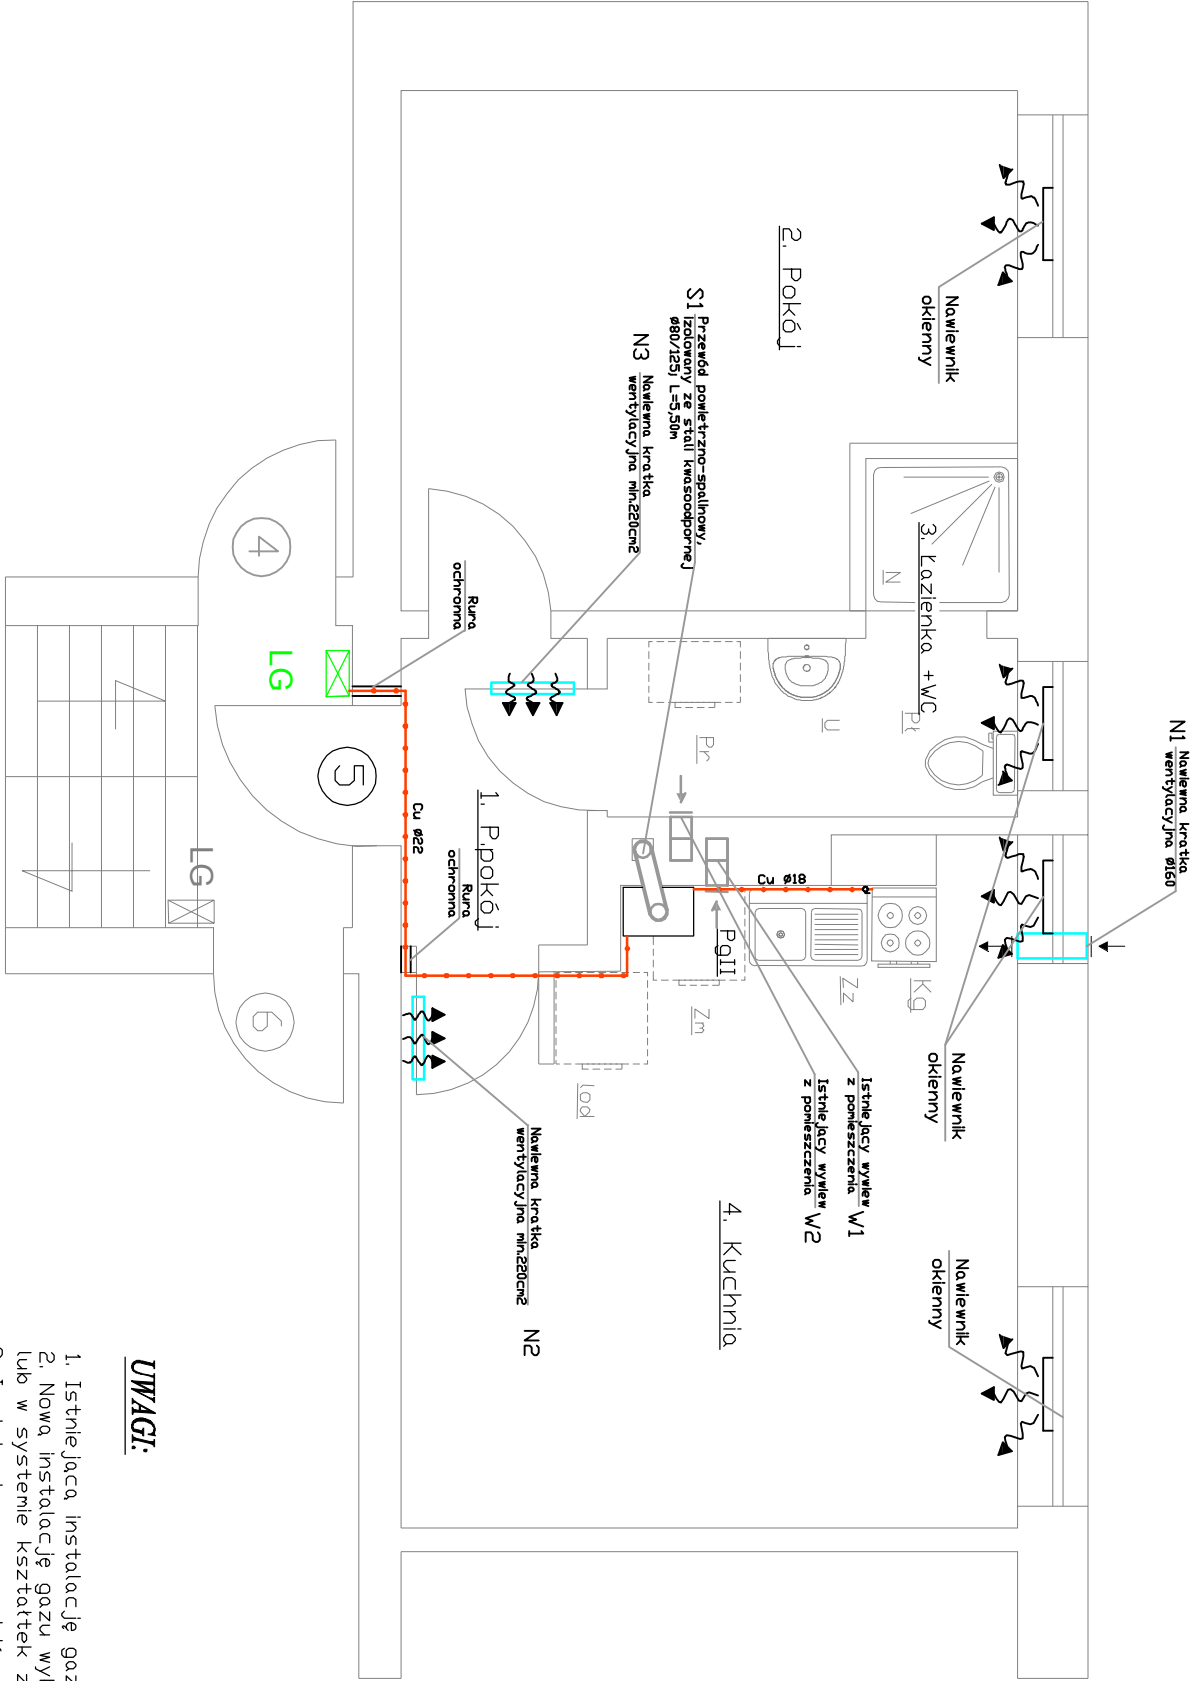 N1 Nawiewna kratka
wentylacyjna ø160
Nawiewnik
okienny
Nawiewnik
okienny
Nawiewnik
okienny
2. Pokój
S1 Przewód powietrzno-spalinowy,
izolowany ze stali kwasoodpornej
ø80/125; L=5,50m
N3 Nawiewna kratka
wentylacyjna min.220cm2
3. Łazienka +WC
N
Pł
U
Pr
Kg
Zz
PgII
Zm
Lod
Cu ø18
Istniejący wywiew
z pomieszczenia W1
Istniejący wywiew
z pomieszczenia W2
4. Kuchnia
Nawiewna kratka
wentylacyjna min.220cm2
N2
1. P.pokój
Rura
ochronna
Rura
ochronna
Cu ø22
4
5
6
LG
LG
UWAGI:
1. Istniejącą instalację gaz
2. Nową instalację gazu wyk
lub w systemie kształtek z